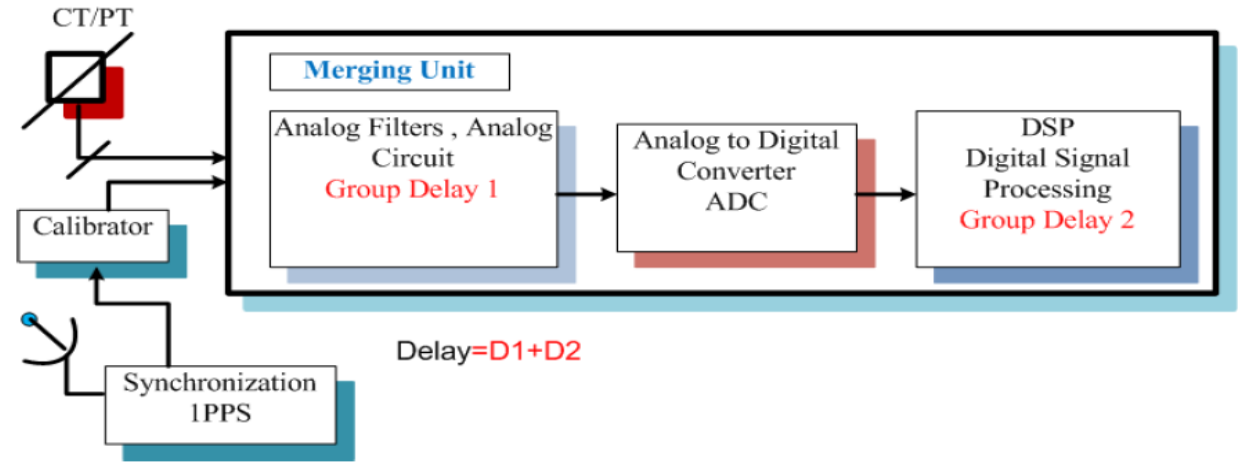 CT/PT
Merging Unit
Analog Filters , Analog
Circuit
Group Delay 1
Analog to Digital
Converter
ADC
DSP
Digital Signal
Processing
Group Delay 2
Calibrator
Delay=D1+D2
Synchronization
1PPS